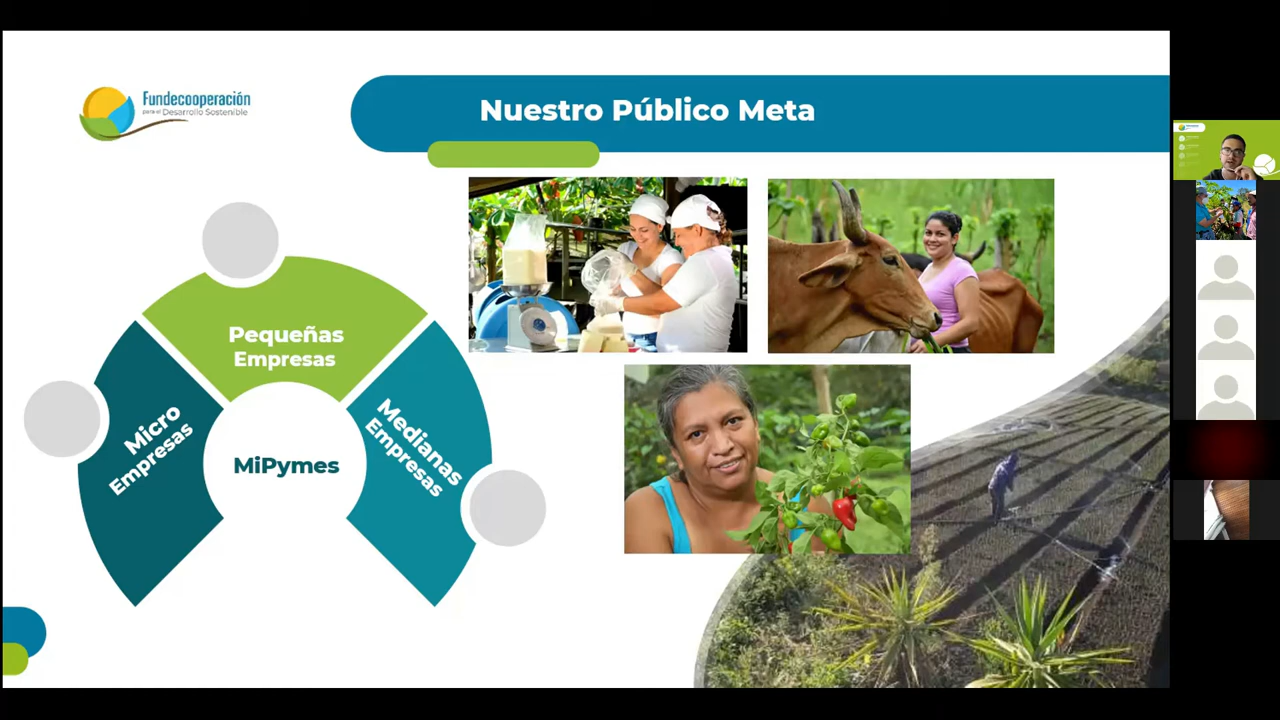 Fundecooperación
para el Desarrollo Sostenible
Nuestro Público Meta
Pequeñas
Empresas
Micro
Empresas
Medianas
Empresas
MiPymes